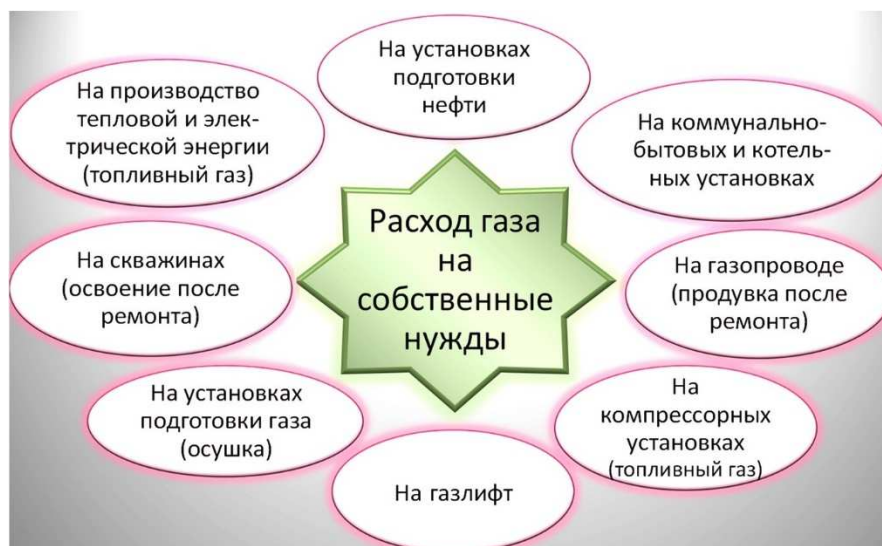 На установках
подготовки
нефти
На производство
тепловой и элек-
трической энергии
(топливный газ)
На коммунально-
бытовых и котель-
ных установках
Расход газа
на
собственные
нужды
На скважинах
(освоение после
ремонта)
На газопроводе
(продувка после
ремонта)
На установках
подготовки газа
(осушка)
На
компрессорных
установках
(топливный газ)
На газлифт